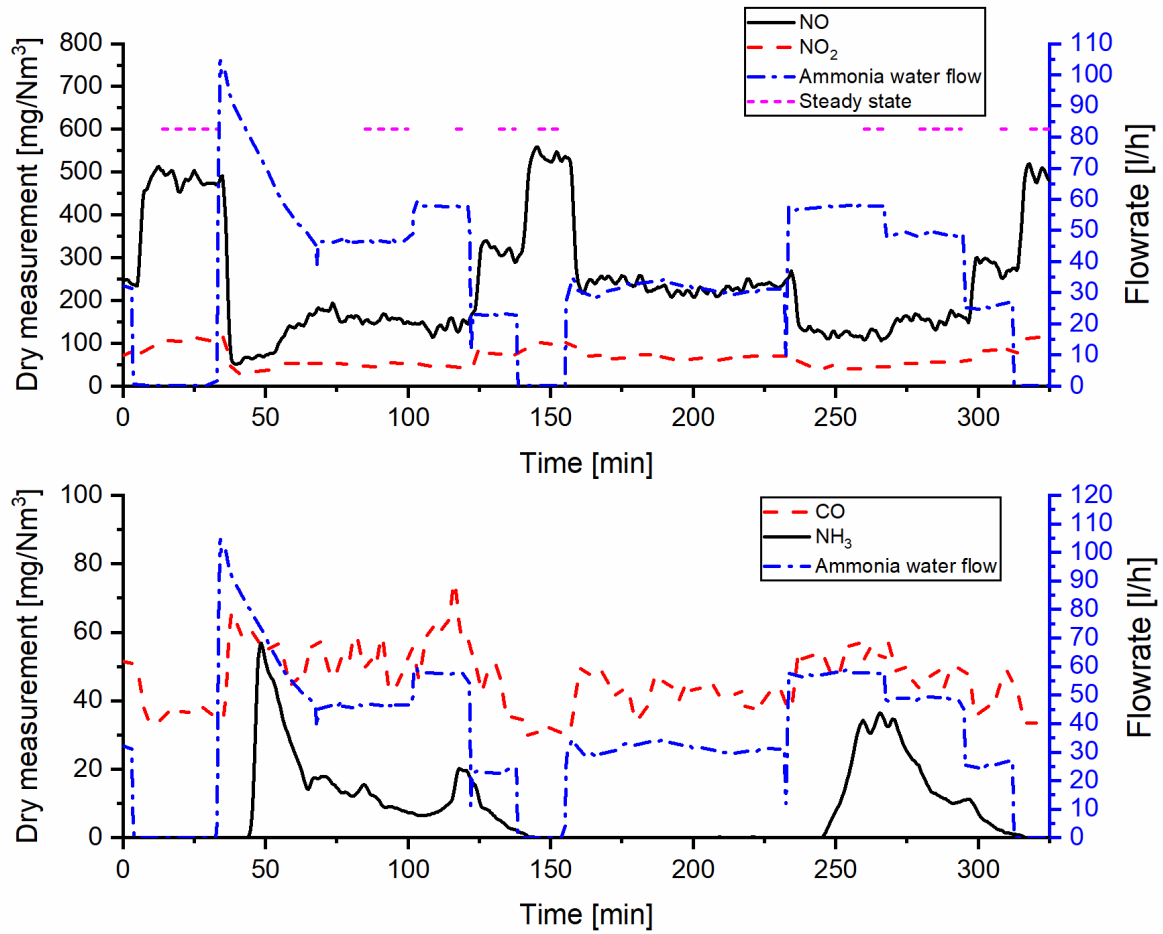 NO
NO2
Ammonia water flow
Steady state
800
700
600
500
400
300
200
100
0
Dry measurement [mg/Nm3]
110
100
90
80
70
60
50
40
30
20
10
0
Flowrate [l/h]
0 50 100 150 200 250 300
Time [min]
CO
NH3
Ammonia water flow
100
80
60
40
20
0
Dry measurement [mg/Nm3]
120
110
100
90
80
70
60
50
40
30
20
10
0
Flowrate [l/h]
0 50 100 150 200 250 300
Time [min]